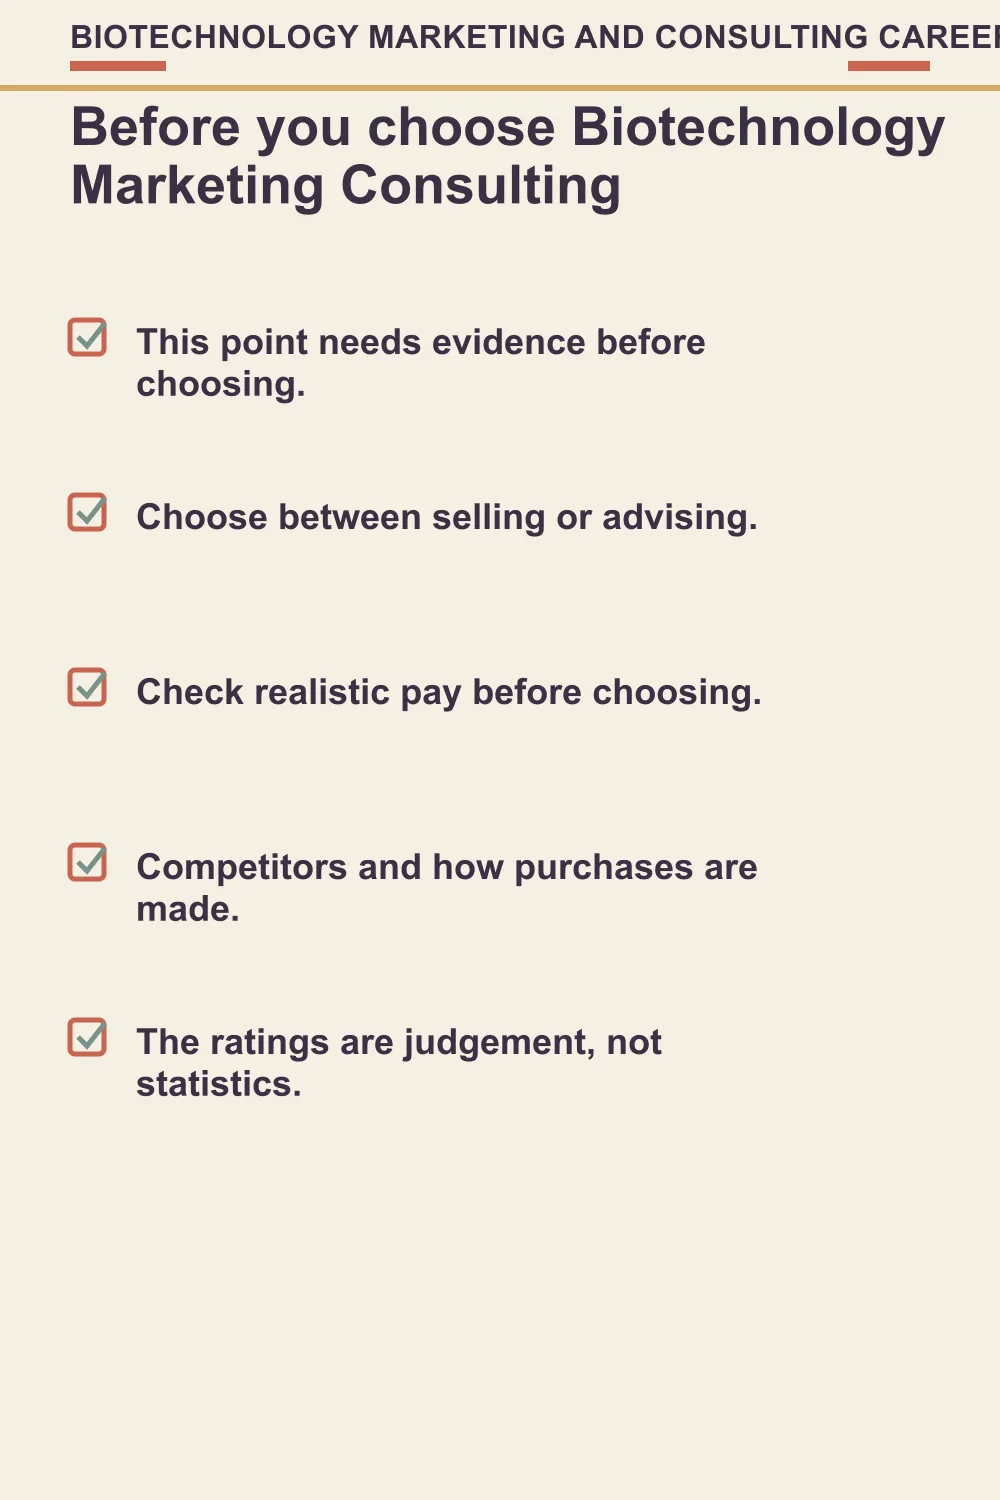 BIOTECHNOLOGY MARKETING AND CONSULTING CAREE
Before you choose Biotechnology
Marketing Consulting
This point needs evidence before
choosing.
Choose between selling or advising.
Check realistic pay before choosing.
Competitors and how purchases are
made.
The ratings are judgement, not
statistics.